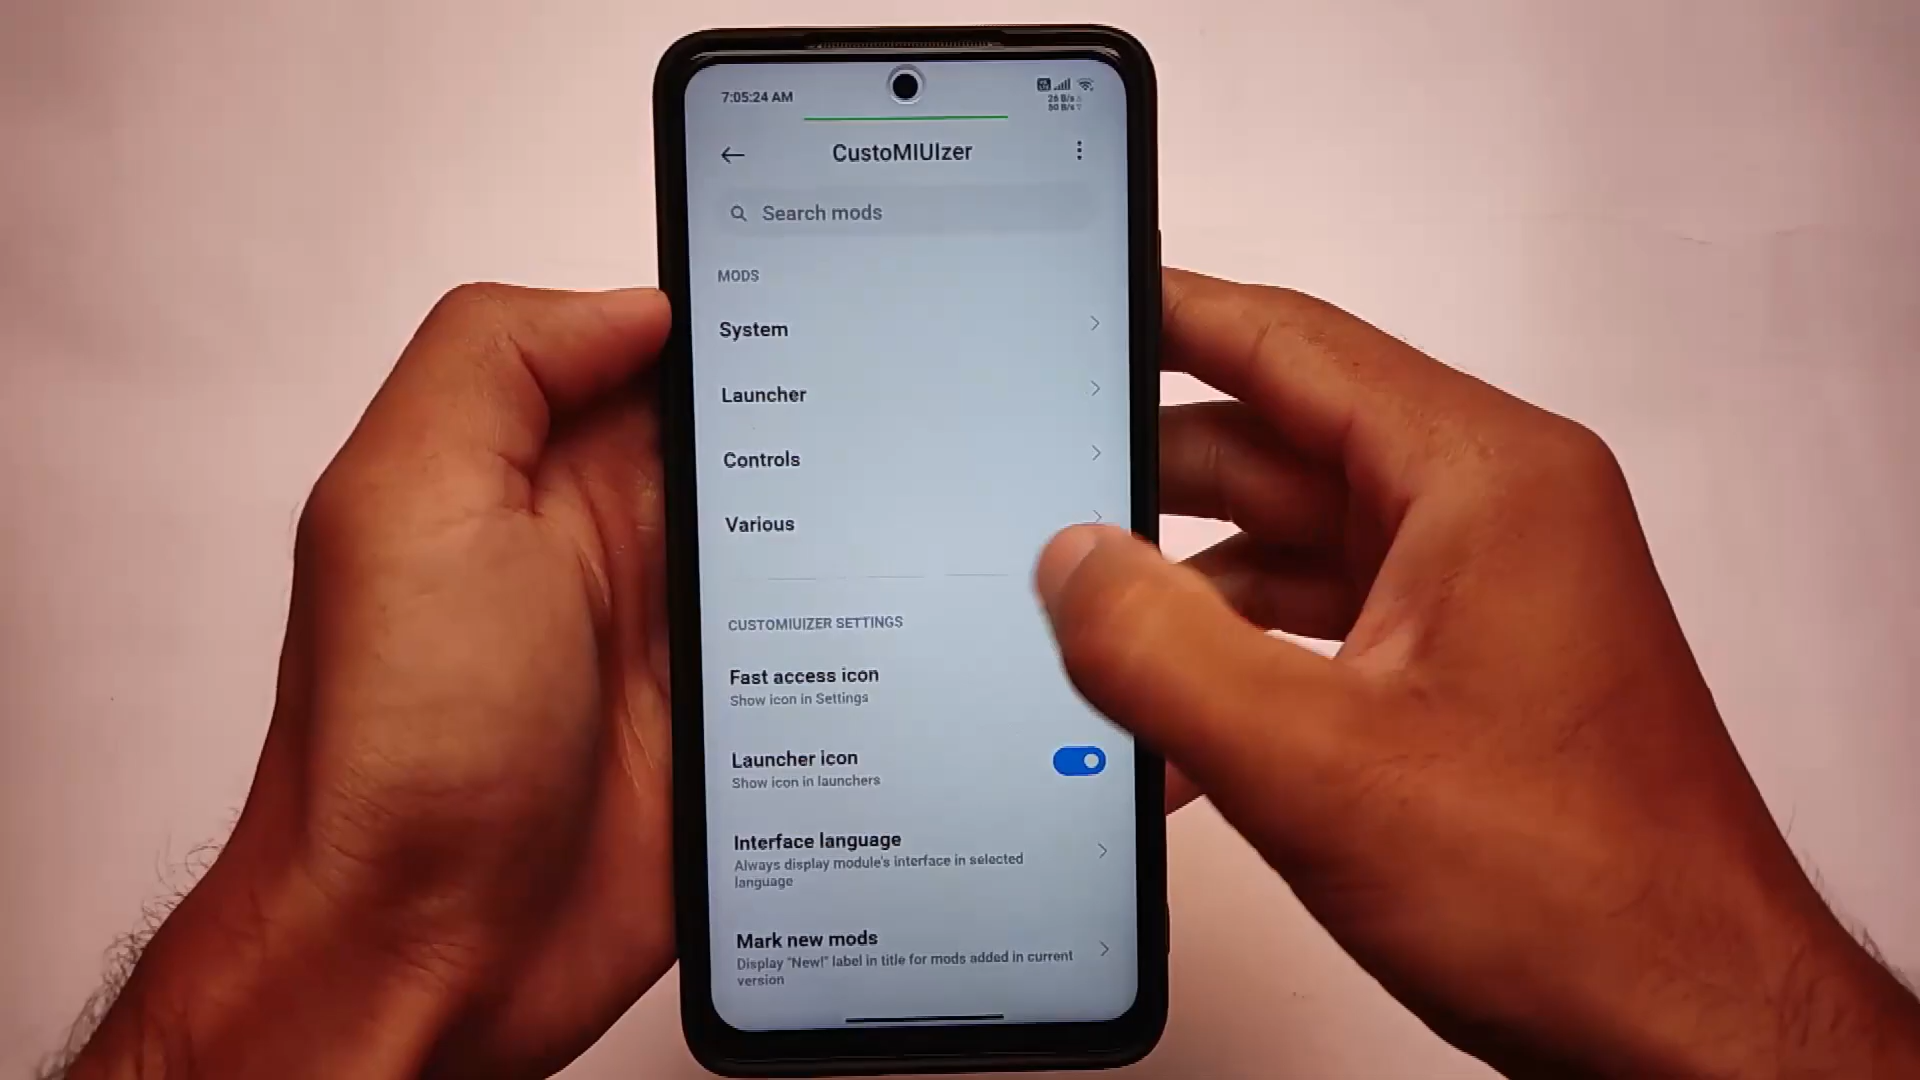 7:05:24 AM
26 B/s
50 B/s
CustoMIUIzer
Search mods
MODS
System
Launcher
Controls
Various
CUSTOMIUIZER SETTINGS
Fast access icon
Show icon in Settings
Launcher icon
Show icon in launchers
Interface language
Always display module's interface in selected
language
Mark new mods
Display "New!" label in title for mods added in current
version